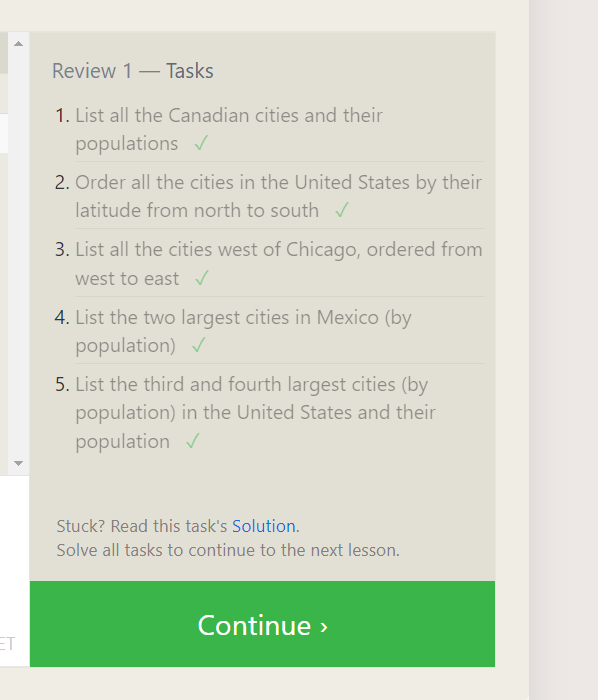 Review 1 — Tasks
1. List all the Canadian cities and their
populations ✓
2. Order all the cities in the United States by their
latitude from north to south ✓
3. List all the cities west of Chicago, ordered from
west to east ✓
4. List the two largest cities in Mexico (by
population) ✓
5. List the third and fourth largest cities (by
population) in the United States and their
population ✓
Stuck? Read this task's Solution.
Solve all tasks to continue to the next lesson.
ET
Continue ›